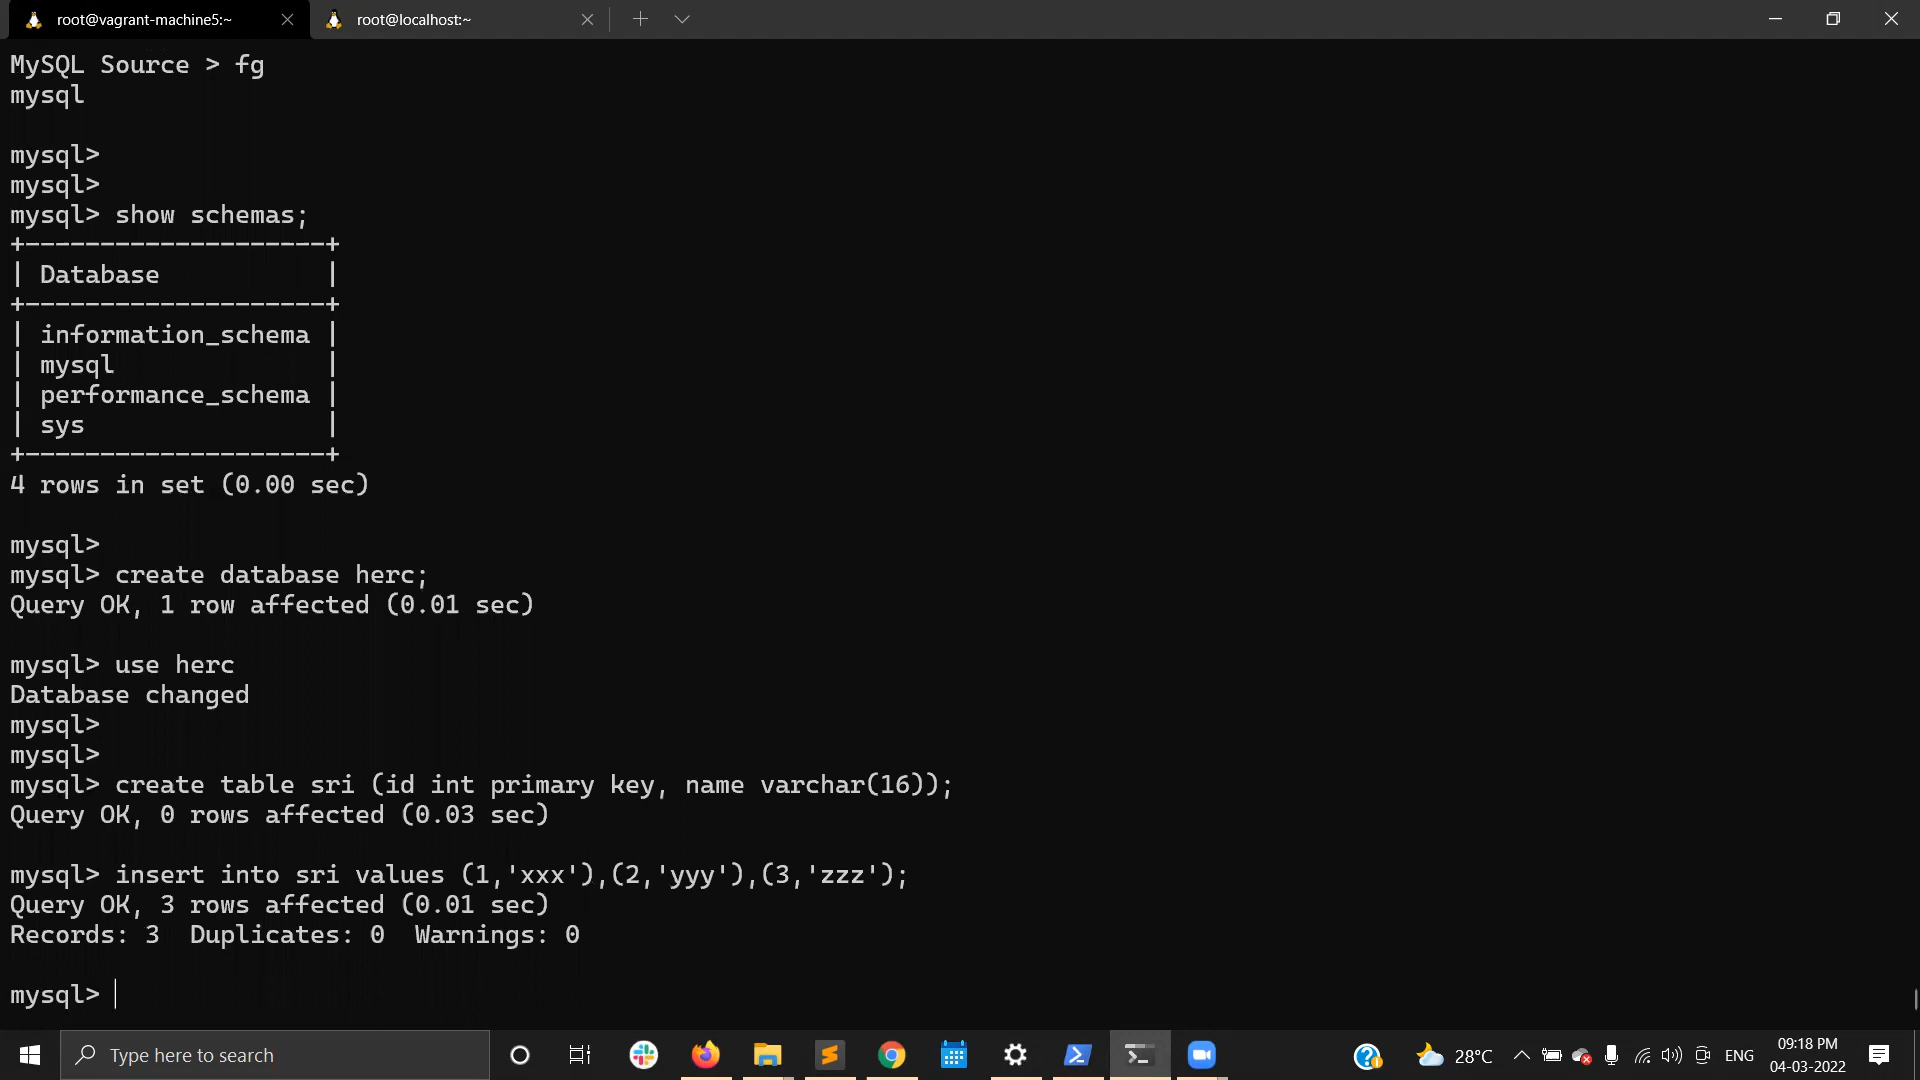 root@vagrant-machine5:~
root@localhost:~
MySQL Source > fg
mysql
mysql>
mysql>
mysql> show schemas;
+--------------------+
| Database           |
+--------------------+
| information_schema |
| mysql              |
| performance_schema |
| sys                |
+--------------------+
4 rows in set (0.00 sec)
mysql>
mysql> create database herc;
Query OK, 1 row affected (0.01 sec)
mysql> use herc
Database changed
mysql>
mysql>
mysql> create table sri (id int primary key, name varchar(16));
Query OK, 0 rows affected (0.03 sec)
mysql> insert into sri values (1,'xxx'),(2,'yyy'),(3,'zzz');
Query OK, 3 rows affected (0.01 sec)
Records: 3  Duplicates: 0  Warnings: 0
mysql>
Type here to search
28°C
ENG
09:18 PM
04-03-2022